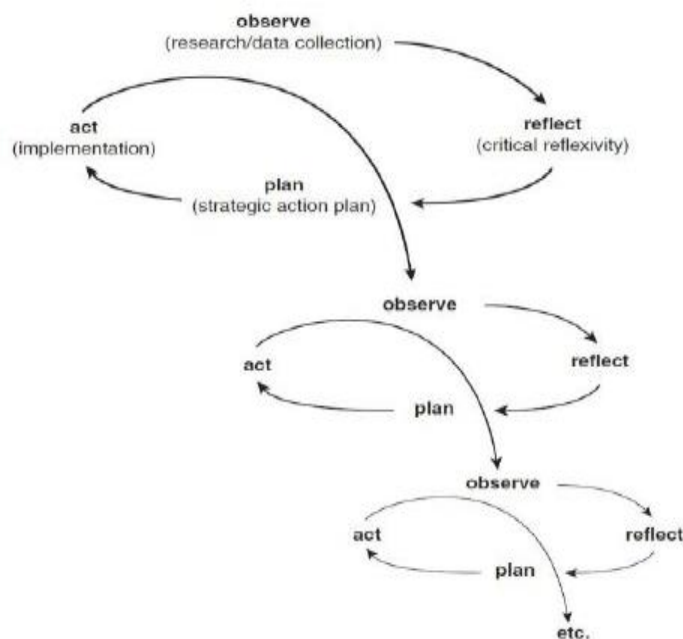 observe
(research/data collection)
act
(implementation)
reflect
(critical reflexivity)
plan
(strategic action plan)
observe
act
reflect
plan
observe
act
reflect
plan
etc.